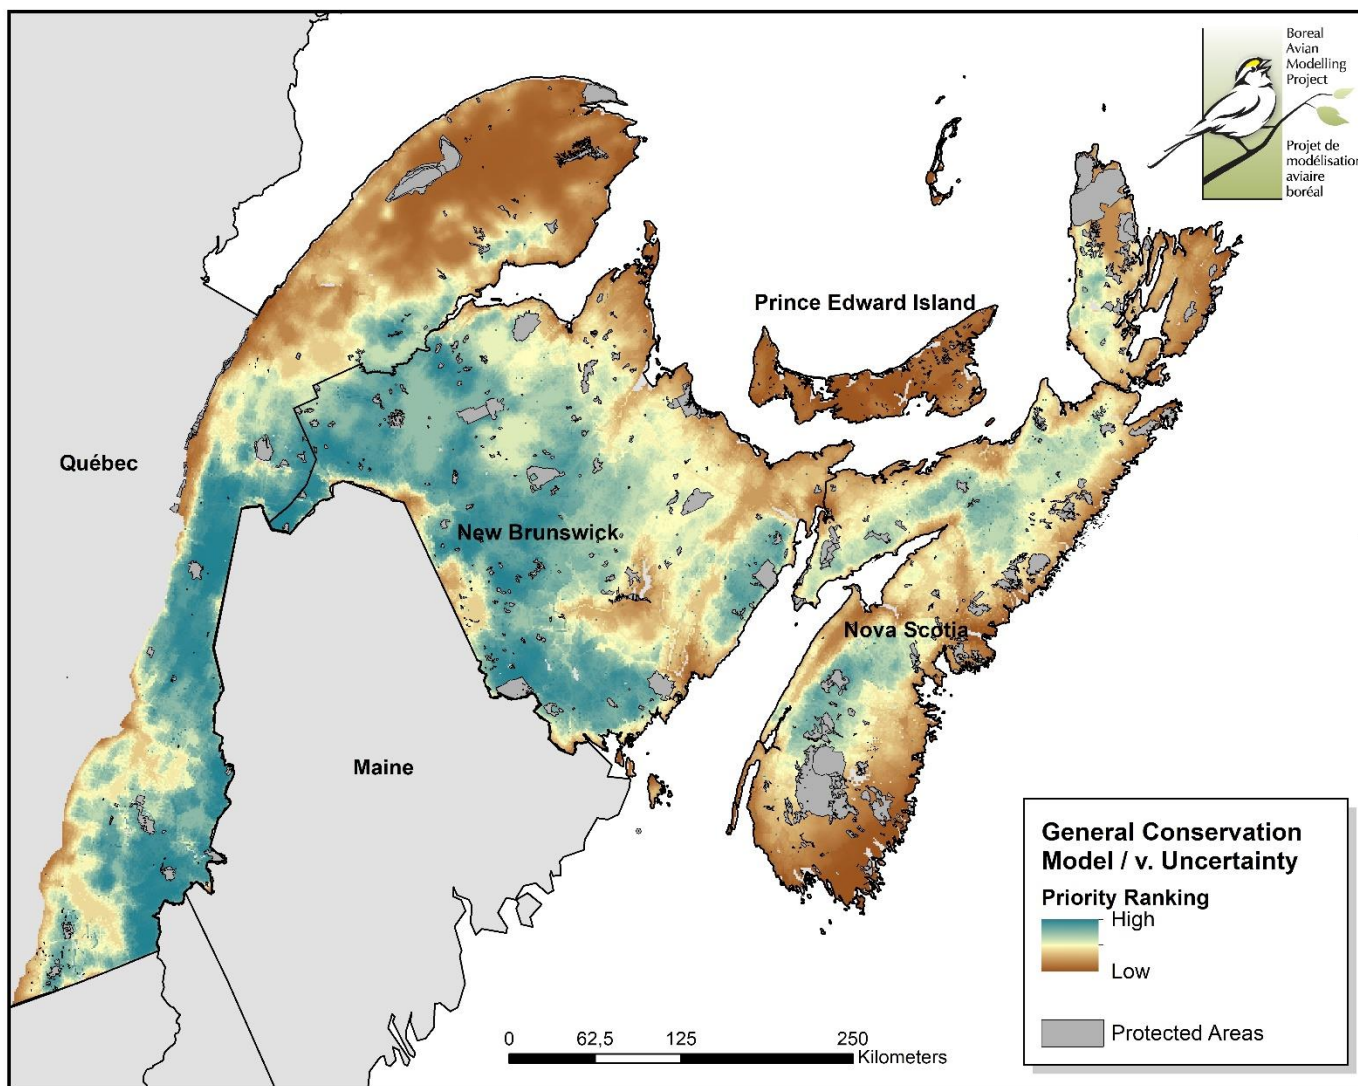 Boreal
Avian
Modelling
Project
Projet de
modélisation
aviaire
boréal
Prince Edward Island
Québec
New Brunswick
Nova Scotia
Maine
General Conservation
Model / v. Uncertainty
Priority Ranking
High
Low
Protected Areas
0 62,5 125 250
Kilometers